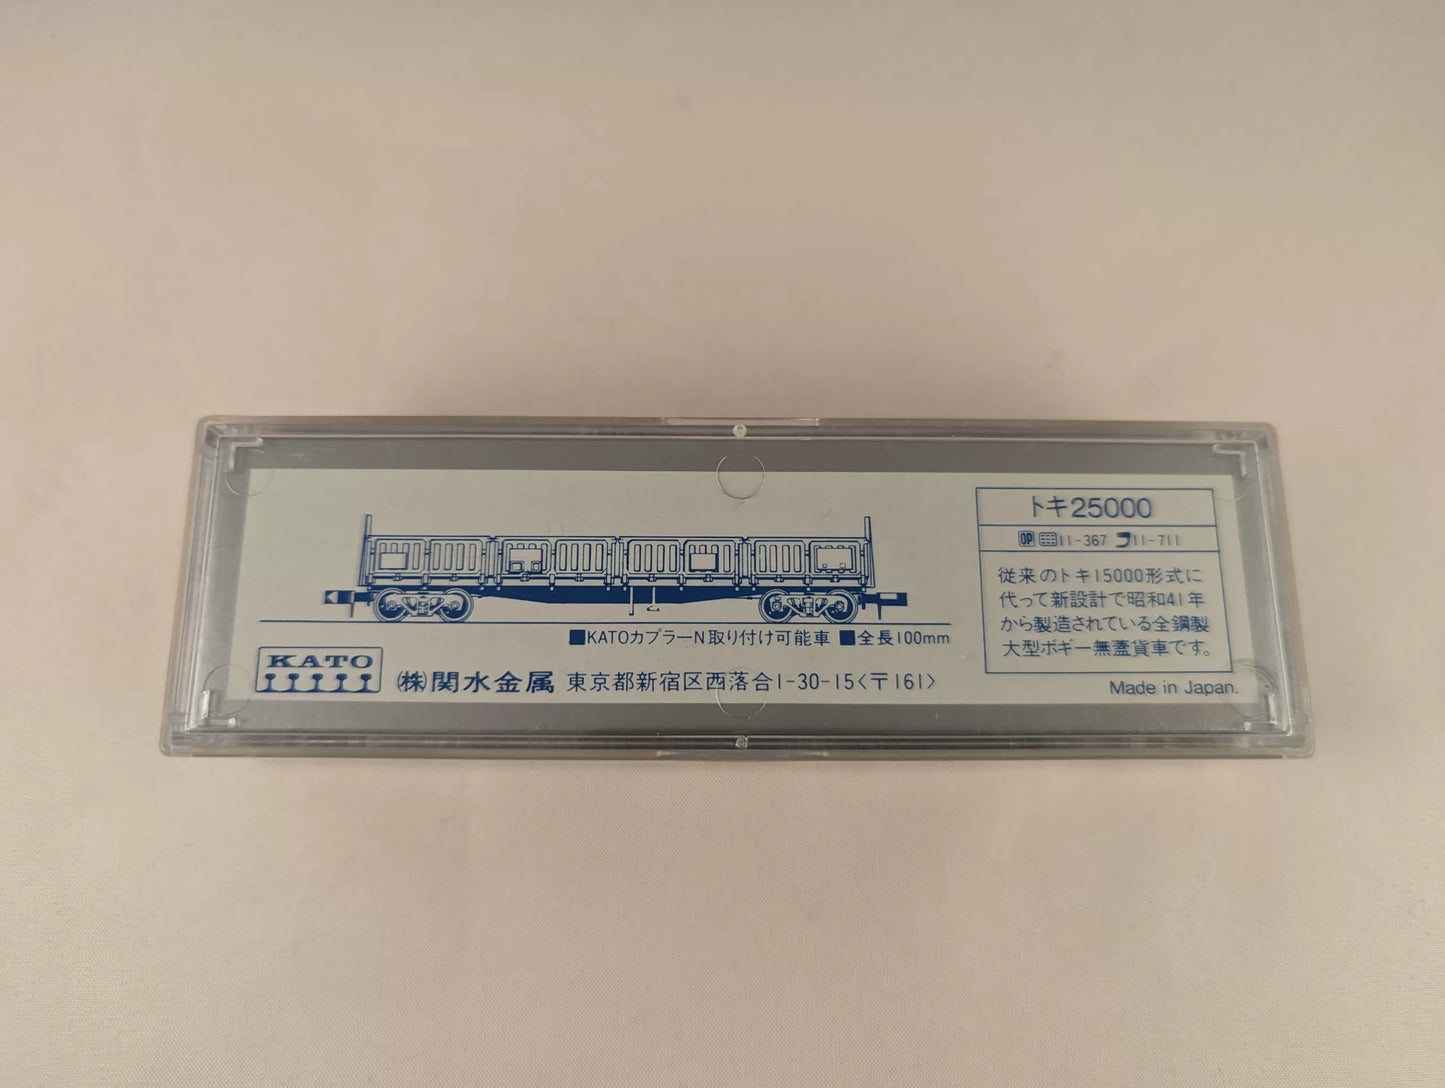 トキ25000
OP 11-367 11-711
従来のトキ15000形式に
代って新設計で昭和41年
から製造されている全鋼製
大型ボギー無蓋貨車です。
■KATOカプラーN取り付け可能車 ■全長100mm
KATO
㈱関水金属 東京都新宿区西落合1-30-15〈〒161〉
Made in Japan.